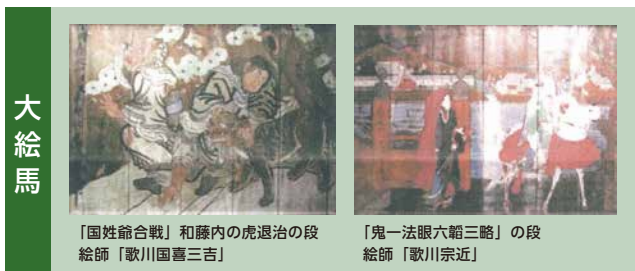 大絵馬
「国姓爺合戦」和藤内の虎退治の段
絵師「歌川国喜三吉」
「鬼一法眼六韜三略」の段
絵師「歌川宗近」